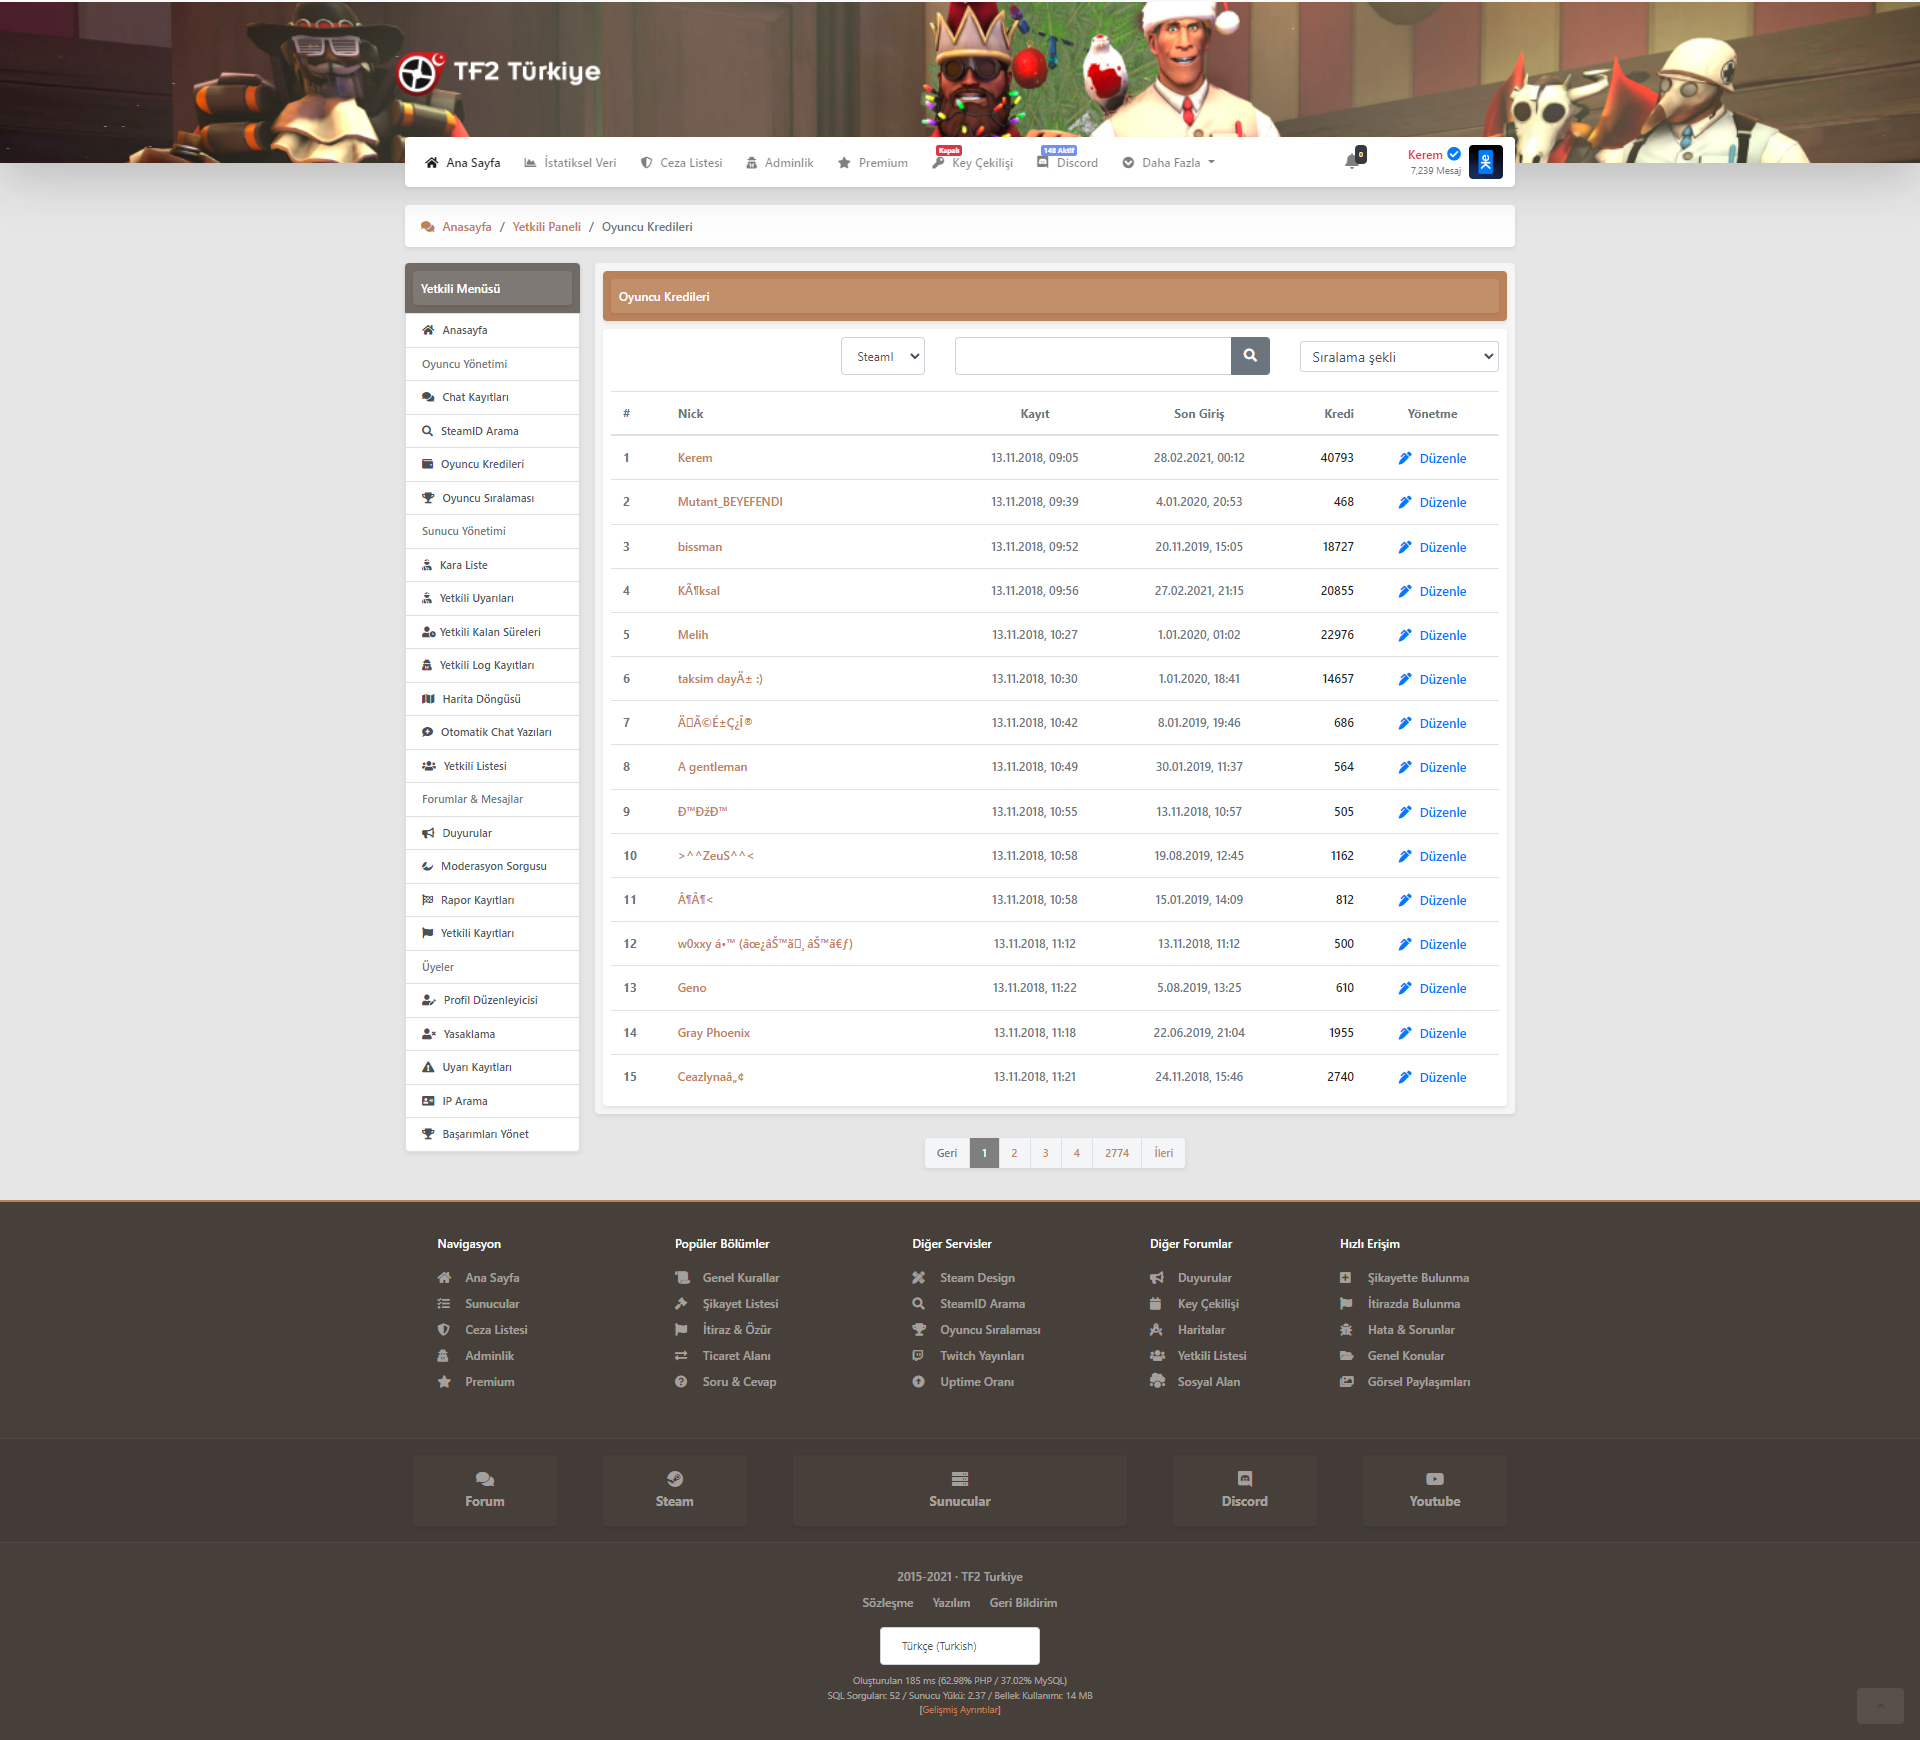 TF2 Türkiye
Ana Sayfa
İstatiksel Veri
Ceza Listesi
Adminlik
Premium
Kapalı
Key Çekilişi
148 Aktif
Discord
Daha Fazla
0
Kerem
7,239 Mesaj
Anasayfa / Yetkili Paneli / Oyuncu Kredileri
Yetkili Menüsü
Anasayfa
Oyuncu Yönetimi
Chat Kayıtları
SteamID Arama
Oyuncu Kredileri
Oyuncu Sıralaması
Sunucu Yönetimi
Kara Liste
Yetkili Uyarıları
Yetkili Kalan Süreleri
Yetkili Log Kayıtları
Harita Döngüsü
Otomatik Chat Yazıları
Yetkili Listesi
Forumlar & Mesajlar
Duyurular
Moderasyon Sorgusu
Rapor Kayıtları
Yetkili Kayıtları
Üyeler
Profil Düzenleyicisi
Yasaklama
Uyarı Kayıtları
IP Arama
Başarımları Yönet
Oyuncu Kredileri
SteamI
Sıralama şekli
# Nick Kayıt Son Giriş Kredi Yönetme
1 Kerem 13.11.2018, 09:05 28.02.2021, 00:12 40793 Düzenle
2 Mutant_BEYEFENDI 13.11.2018, 09:39 4.01.2020, 20:53 468 Düzenle
3 bissman 13.11.2018, 09:52 20.11.2019, 15:05 18727 Düzenle
4 KÃ¶ksal 13.11.2018, 09:56 27.02.2021, 21:15 20855 Düzenle
5 Melih 13.11.2018, 10:27 1.01.2020, 01:02 22976 Düzenle
6 taksim dayÄ± :) 13.11.2018, 10:30 1.01.2020, 18:41 14657 Düzenle
7 Ä□Ã©É±Ç¿Î® 13.11.2018, 10:42 8.01.2019, 19:46 686 Düzenle
8 A gentleman 13.11.2018, 10:49 30.01.2019, 11:37 564 Düzenle
9 Ð™ÐžÐ™ 13.11.2018, 10:55 13.11.2018, 10:57 505 Düzenle
10 >^^ZeuS^^< 13.11.2018, 10:58 19.08.2019, 12:45 1162 Düzenle
11 Â¶Â¶< 13.11.2018, 10:58 15.01.2019, 14:09 812 Düzenle
12 w0xxy á•™ (âœ¿âŠ™ã□¸âŠ™ã€ƒ) 13.11.2018, 11:12 13.11.2018, 11:12 500 Düzenle
13 Geno 13.11.2018, 11:22 5.08.2019, 13:25 610 Düzenle
14 Gray Phoenix 13.11.2018, 11:18 22.06.2019, 21:04 1955 Düzenle
15 Ceazlynaâ„¢ 13.11.2018, 11:21 24.11.2018, 15:46 2740 Düzenle
Geri 1 2 3 4 2774 İleri
Navigasyon
Ana Sayfa
Sunucular
Ceza Listesi
Adminlik
Premium
Popüler Bölümler
Genel Kurallar
Şikayet Listesi
İtiraz & Özür
Ticaret Alanı
Soru & Cevap
Diğer Servisler
Steam Design
SteamID Arama
Oyuncu Sıralaması
Twitch Yayınları
Uptime Oranı
Diğer Forumlar
Duyurular
Key Çekilişi
Haritalar
Yetkili Listesi
Sosyal Alan
Hızlı Erişim
Şikayette Bulunma
İtirazda Bulunma
Hata & Sorunlar
Genel Konular
Görsel Paylaşımları
Forum
Steam
Sunucular
Discord
Youtube
2015-2021 · TF2 Turkiye
Sözleşme Yazılım Geri Bildirim
Türkçe (Turkish)
Oluşturulan 185 ms (62.98% PHP / 37.02% MySQL)
SQL Sorguları: 52 / Sunucu Yükü: 2.37 / Bellek Kullanımı: 14 MB
[Gelişmiş Ayrıntılar]